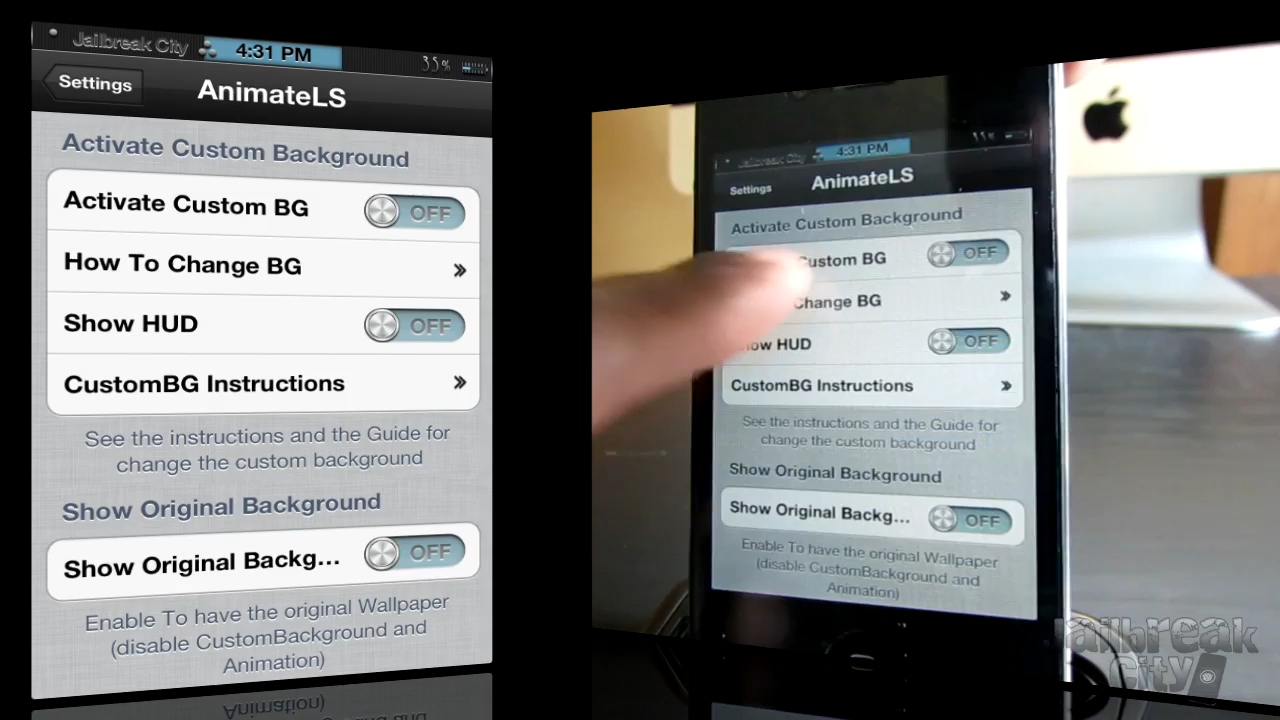 Jailbreak City 4:31 PM 35%
Settings AnimateLS
Activate Custom Background
Activate Custom BG OFF
How To Change BG
Show HUD OFF
CustomBG Instructions
See the instructions and the Guide for
change the custom background
Show Original Background
Show Original Backg... OFF
Enable To have the original Wallpaper
(disable CustomBackground and
Animation)
Animation)
Jailbreak City 4:31 PM
Settings AnimateLS
Activate Custom Background
Custom BG OFF
Change BG
HUD OFF
CustomBG Instructions
See the instructions and the Guide for
change the custom background
Show Original Background
Show Original Backg... OFF
Enable To have the original Wallpaper
(disable CustomBackground and
Animation)
Jailbreak
City